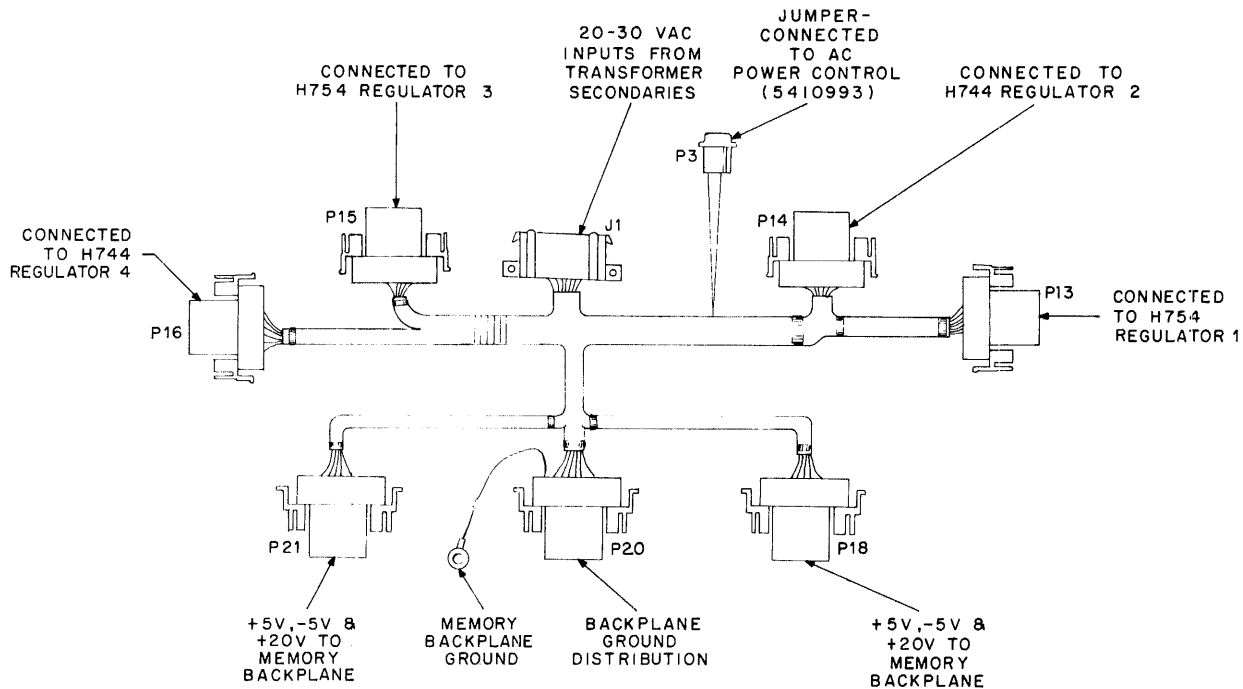 20-30 VAC
INPUTS FROM
TRANSFORMER
SECONDARIES
JUMPER-
CONNECTED
TO AC
POWER CONTROL
(5410993)
CONNECTED TO
H754 REGULATOR 3
CONNECTED TO
H744 REGULATOR 2
P3
P15
J1
P14
CONNECTED
TO H744
REGULATOR 4
P16
P13
CONNECTED
TO H754
REGULATOR 1
P21
P20
P18
+5V,-5V &
+20V TO
MEMORY
BACKPLANE
MEMORY
BACKPLANE
GROUND
BACKPLANE
GROUND
DISTRIBUTION
+5V,-5V &
+20V TO
MEMORY
BACKPLANE
11-4296